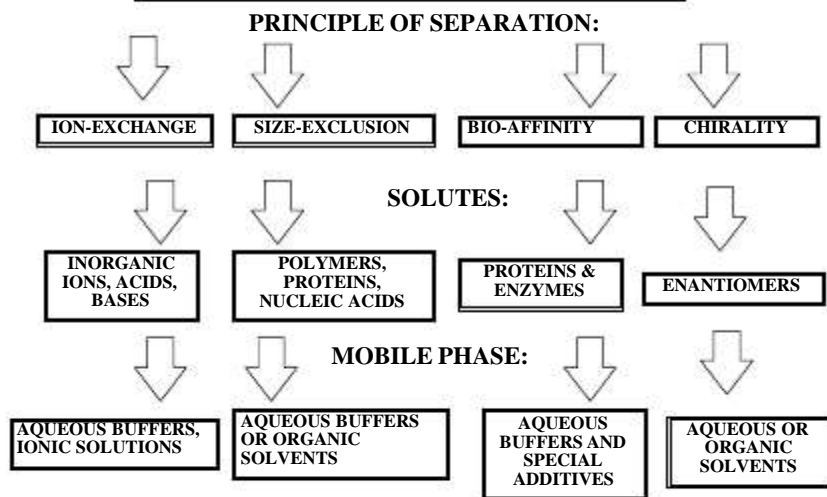 PRINCIPLE OF SEPARATION:
ION-EXCHANGE
SIZE-EXCLUSION
BIO-AFFINITY
CHIRALITY
SOLUTES:
INORGANIC
IONS, ACIDS,
BASES
POLYMERS,
PROTEINS,
NUCLEIC ACIDS
PROTEINS &
ENZYMES
ENANTIOMERS
MOBILE PHASE:
AQUEOUS BUFFERS,
IONIC SOLUTIONS
AQUEOUS BUFFERS
OR ORGANIC
SOLVENTS
AQUEOUS
BUFFERS AND
SPECIAL
ADDITIVES
AQUEOUS OR
ORGANIC
SOLVENTS